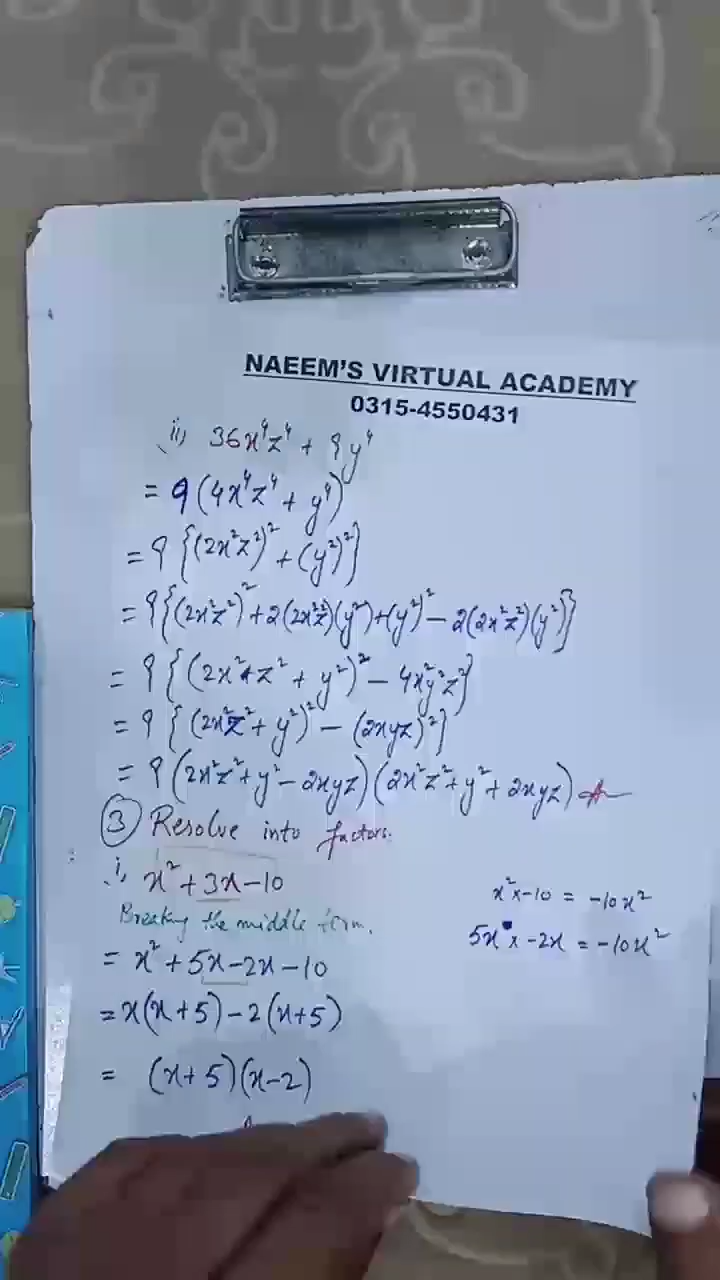 NAEEM'S VIRTUAL ACADEMY
0315-4550431
ii) 36x⁴z⁴ + 9y⁴
= 9(4x⁴z⁴ + y⁴)
= 9{(2x²z²)² + (y²)²}
= 9{(2x²z²)² + 2(2x²z²)(y²) + (y²)² - 2(2x²z²)(y²)}
= 9{(2x²z² + y²)² - 4x²y²z²}
= 9{(2x²z² + y²)² - (2xyz)²}
= 9(2x²z² + y² - 2xyz)(2x²z² + y² + 2xyz)
③ Resolve into factors.
i, x² + 3x - 10
Breaking the middle term.
= x² + 5x - 2x - 10
= x(x + 5) - 2(x + 5)
= (x + 5)(x - 2)
x² x -10 = -10x²
5x x -2x = -10x²